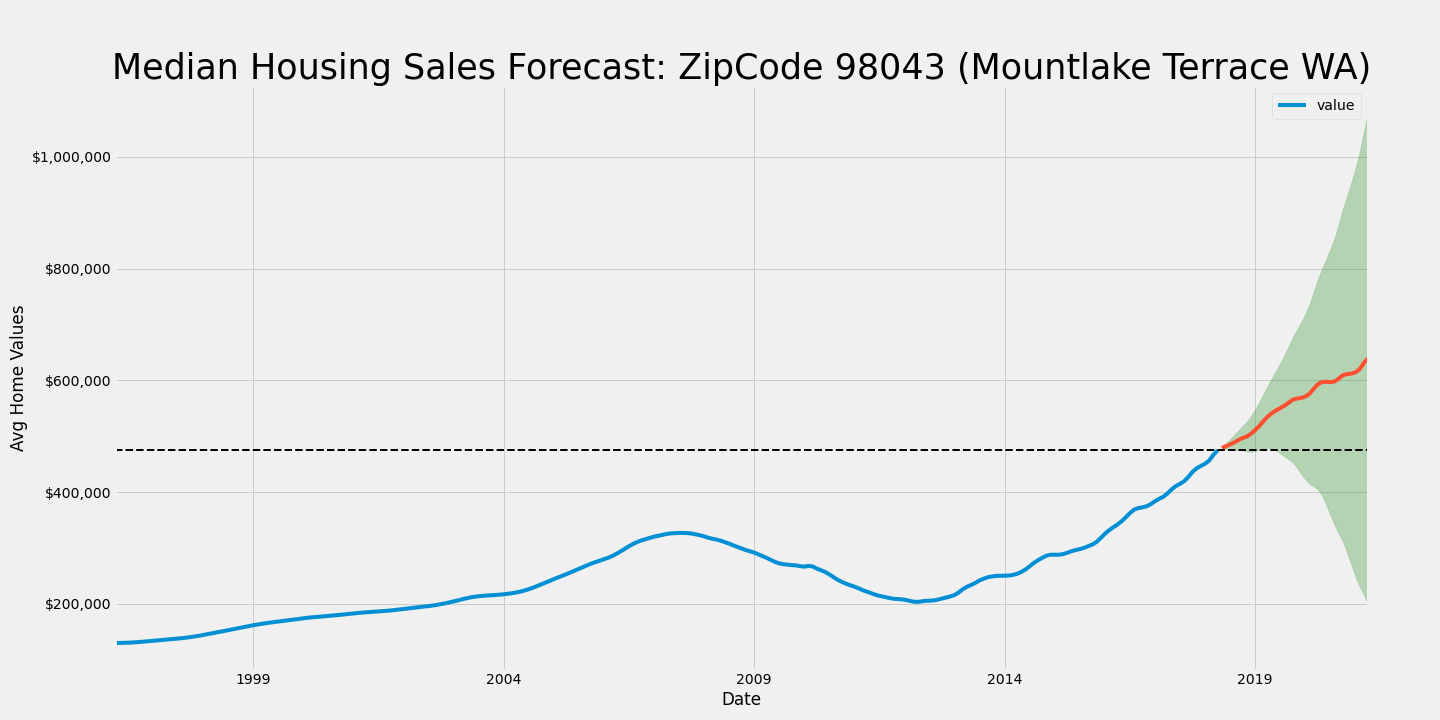 Median Housing Sales Forecast: ZipCode 98043 (Mountlake Terrace WA)
value
$1,000,000
$800,000
$600,000
$400,000
$200,000
Avg Home Values
1999
2004
2009
2014
2019
Date